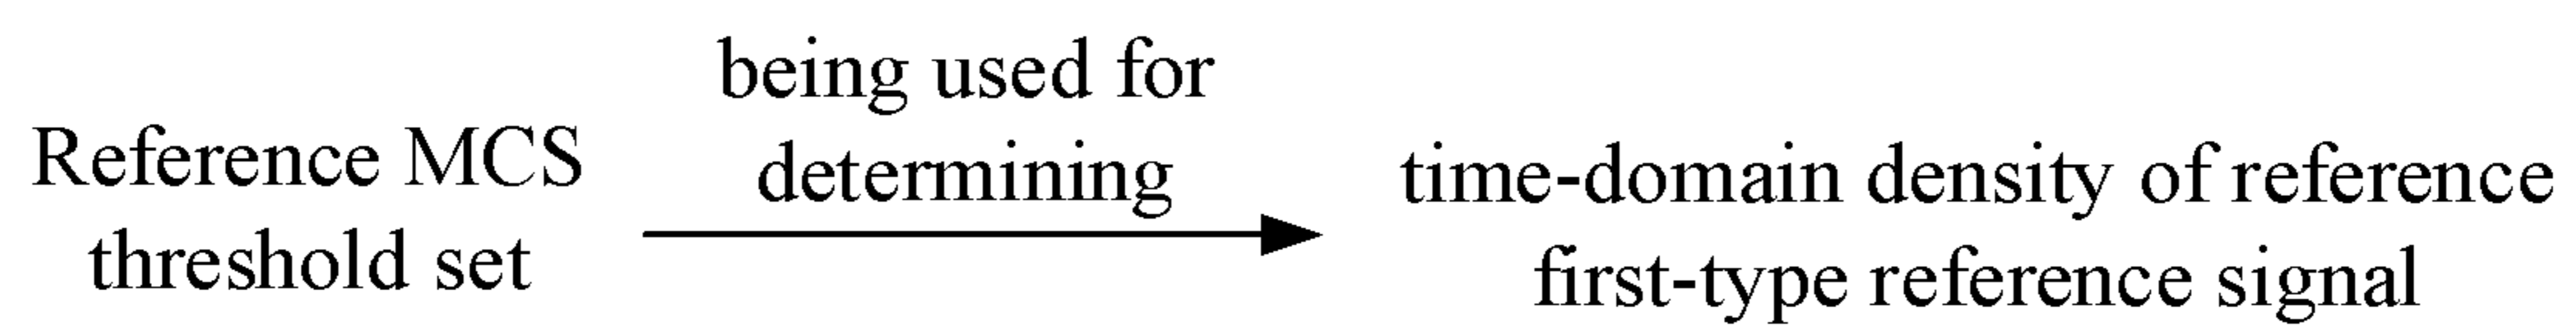 Reference MCS
threshold set
being used for
determining
time-domain density of reference
first-type reference signal